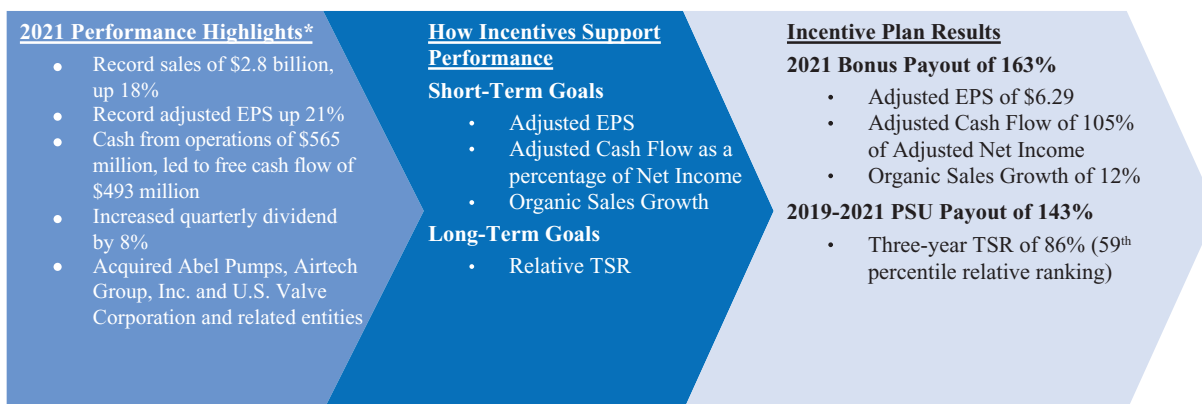 2021 Performance Highlights*
● Record sales of $2.8 billion,
up 18%
● Record adjusted EPS up 21%
● Cash from operations of $565
million, led to free cash flow of
$493 million
● Increased quarterly dividend
by 8%
● Acquired Abel Pumps, Airtech
Group, Inc. and U.S. Valve
Corporation and related entities
How Incentives Support
Performance
Short-Term Goals
• Adjusted EPS
• Adjusted Cash Flow as a
percentage of Net Income
• Organic Sales Growth
Long-Term Goals
• Relative TSR
Incentive Plan Results
2021 Bonus Payout of 163%
• Adjusted EPS of $6.29
• Adjusted Cash Flow of 105%
of Adjusted Net Income
• Organic Sales Growth of 12%
2019-2021 PSU Payout of 143%
• Three-year TSR of 86% (59th
percentile relative ranking)